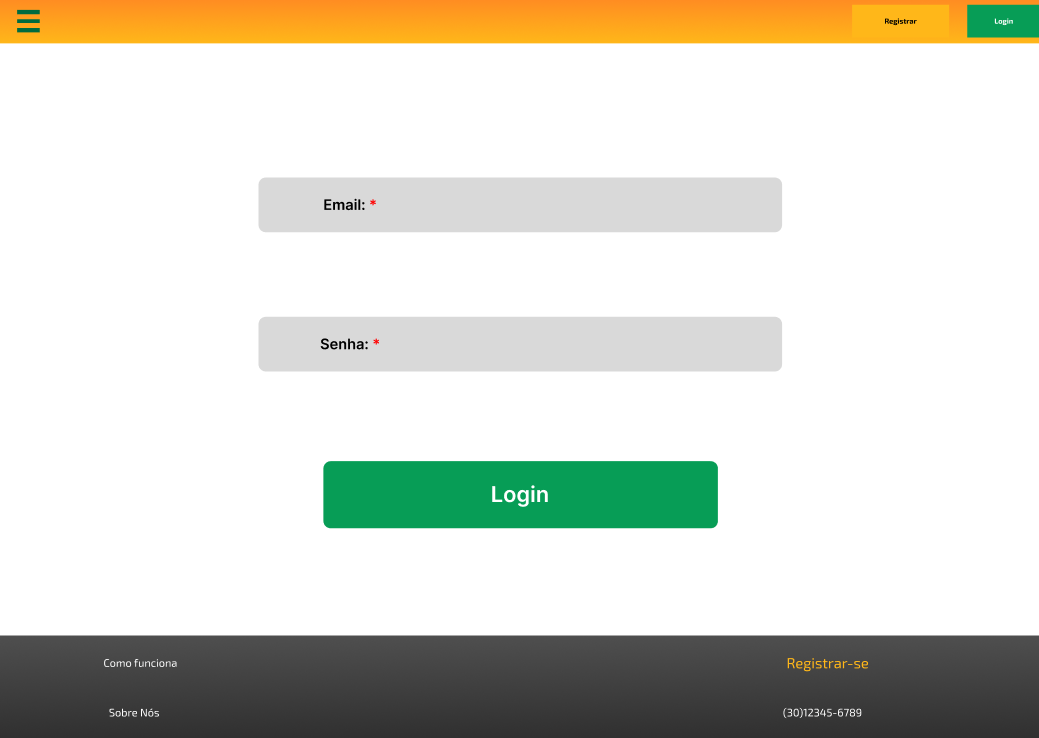 Registrar
Login
Email: *
Senha: *
Login
Como funciona
Registrar-se
Sobre Nós
(30)12345-6789